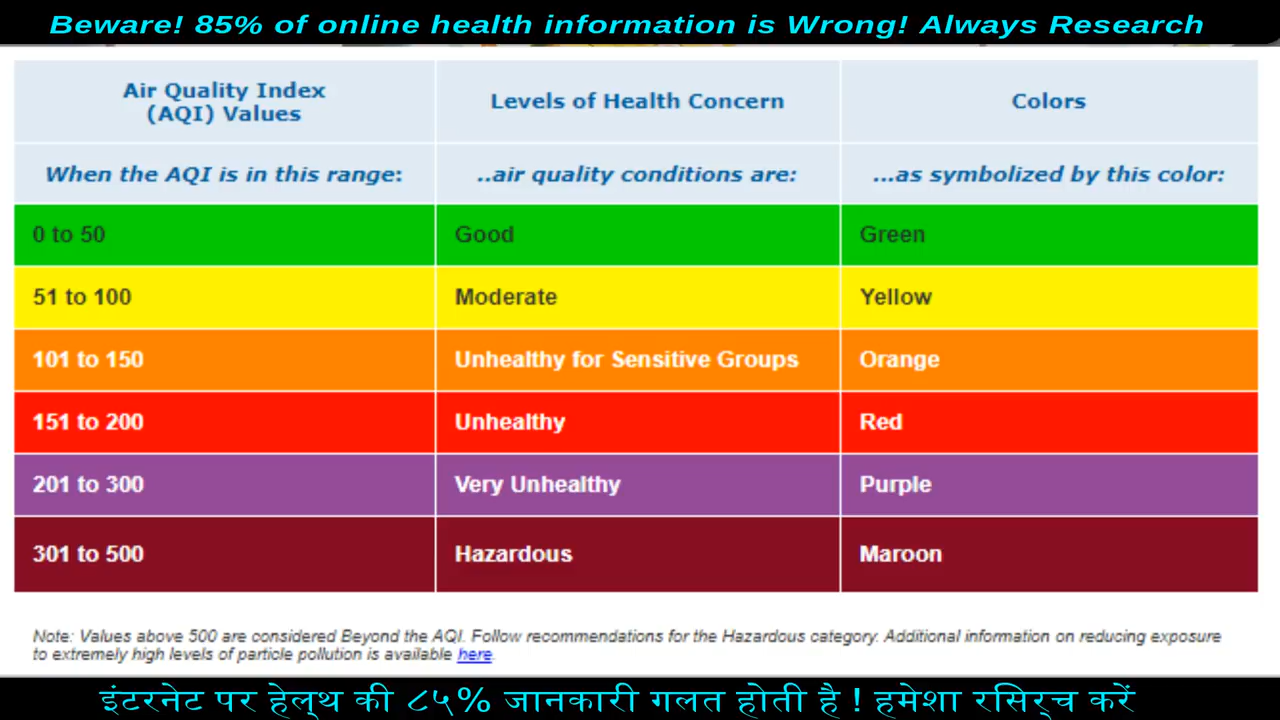 Beware! 85% of online health information is Wrong! Always Research
Air Quality Index
(AQI) Values
Levels of Health Concern
Colors
When the AQI is in this range:
..air quality conditions are:
...as symbolized by this color:
0 to 50
Good
Green
51 to 100
Moderate
Yellow
101 to 150
Unhealthy for Sensitive Groups
Orange
151 to 200
Unhealthy
Red
201 to 300
Very Unhealthy
Purple
301 to 500
Hazardous
Maroon
Note: Values above 500 are considered Beyond the AQI. Follow recommendations for the Hazardous category. Additional information on reducing exposure
to extremely high levels of particle pollution is available here.
इंटरनेट पर हेल्थ की ८५% जानकारी गलत होती है ! हमेशा रिसर्च करें